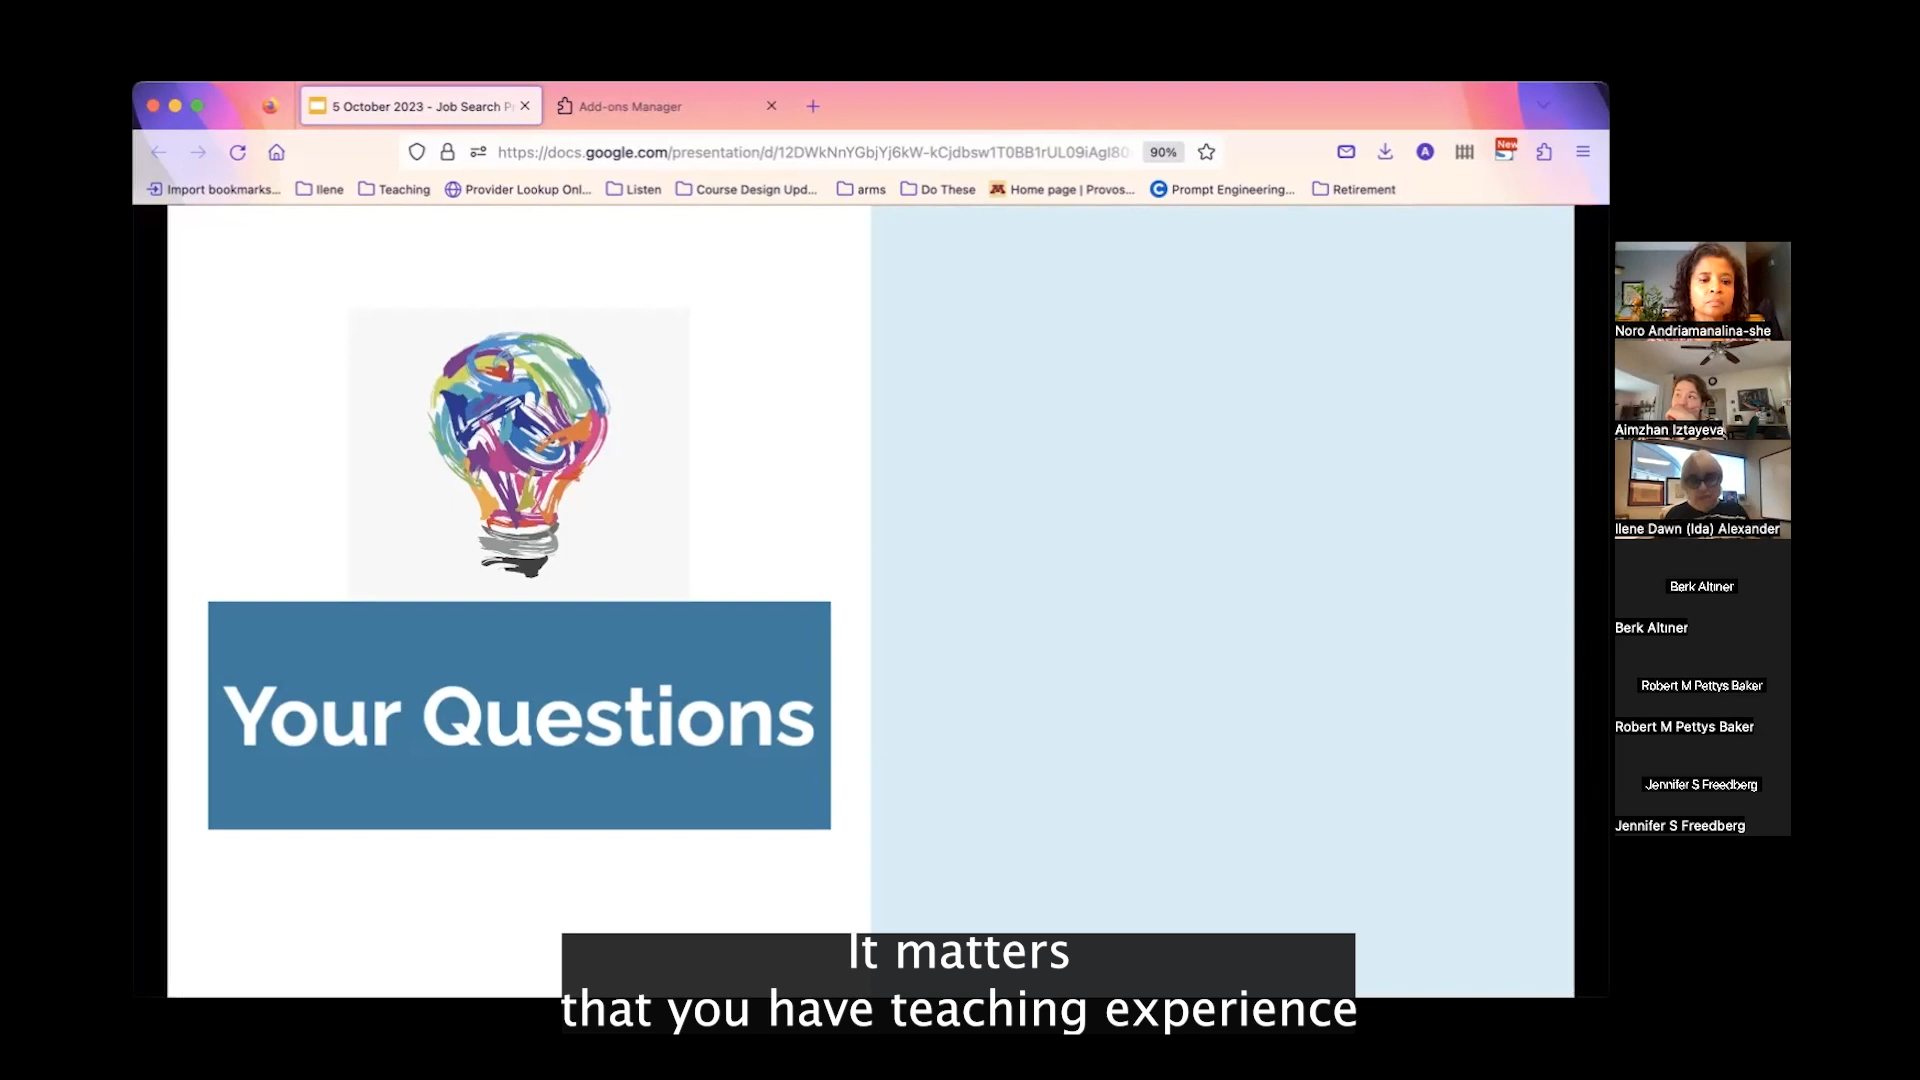 5 October 2023 - Job Search Pr
Add-ons Manager
https://docs.google.com/presentation/d/12DWkNnYGbjYj6kW-kCjdbsw1T0BB1rUL09iAgI80
90%
A
New
Import bookmarks...
Ilene
Teaching
Provider Lookup Onl...
Listen
Course Design Upd...
arms
Do These
Home page | Provos...
Prompt Engineering...
Retirement
Your Questions
It matters
that you have teaching experience
Noro Andriamanalina-she
Aimzhan Iztayeva
Ilene Dawn (Ida) Alexander
Berk Altıner
Berk Altıner
Robert M Pettys Baker
Robert M Pettys Baker
Jennifer S Freedberg
Jennifer S Freedberg